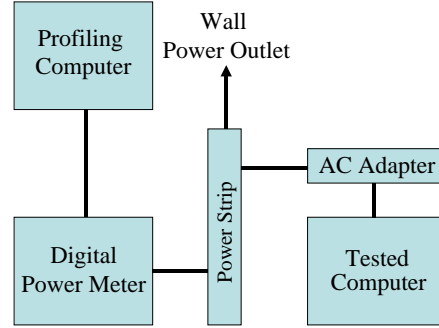 Profiling
Computer
Wall
Power Outlet
AC Adapter
Power Strip
Digital
Power Meter
Tested
Computer